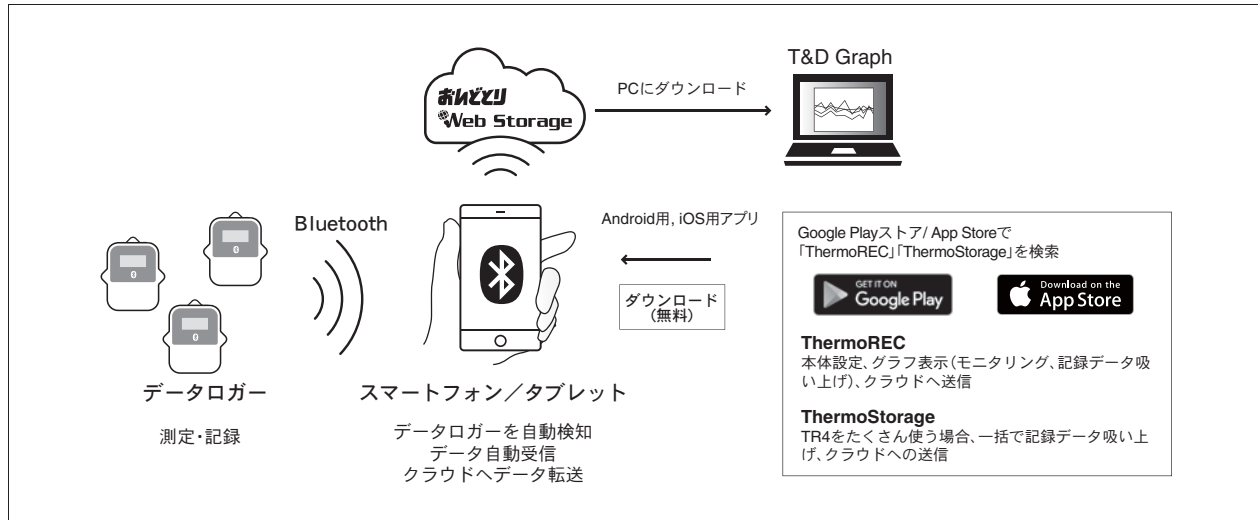 おんどとり
Web Storage
PCにダウンロード
T&D Graph
Bluetooth
データロガー
測定・記録
スマートフォン／タブレット
データロガーを自動検知
データ自動受信
クラウドへデータ転送
Android用, iOS用アプリ
ダウンロード
（無料）
Google Playストア/ App Storeで
「ThermoREC」「ThermoStorage」を検索
GET IT ON
Google Play
Download on the
App Store
ThermoREC
本体設定、グラフ表示（モニタリング、記録データ吸
い上げ）、クラウドへ送信
ThermoStorage
TR4をたくさん使う場合、一括で記録データ吸い上
げ、クラウドへの送信